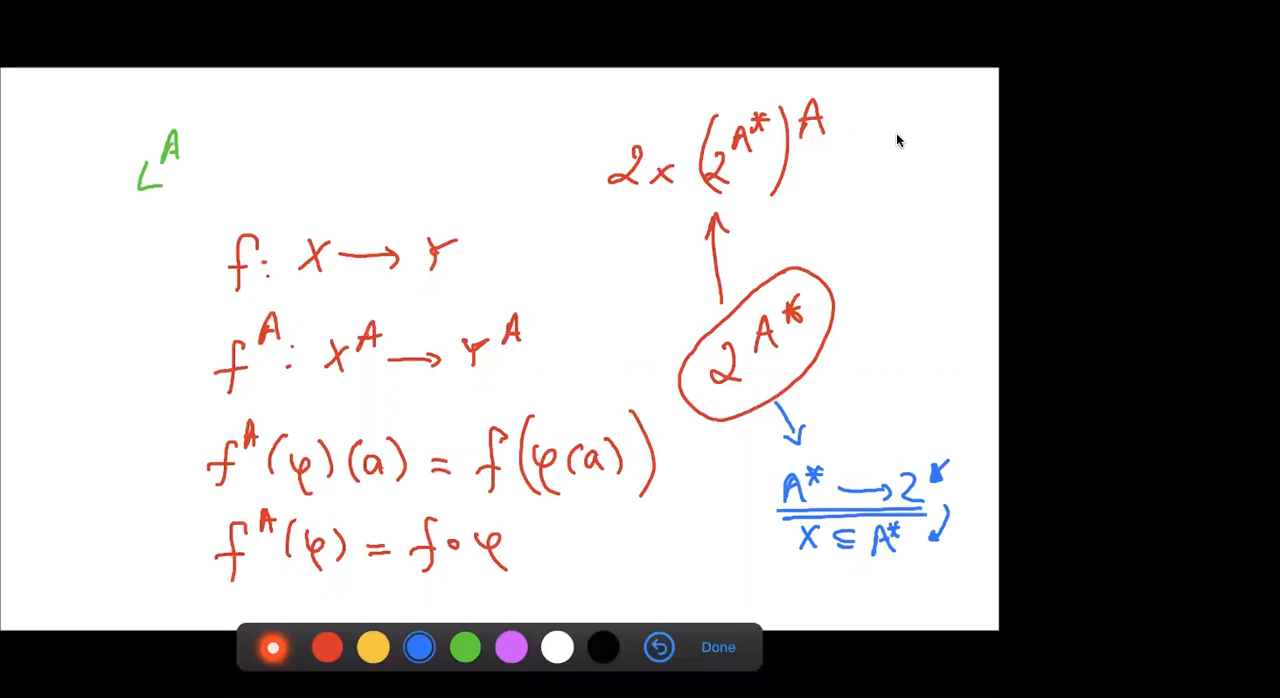 L^A
2 x (2^{A*})^A
f: X → Y
f^A: X^A → Y^A
2^{A*}
f^A(φ)(a) = f(φ(a))
A* → 2
X ⊆ A*
f^A(φ) = f∘φ
Done